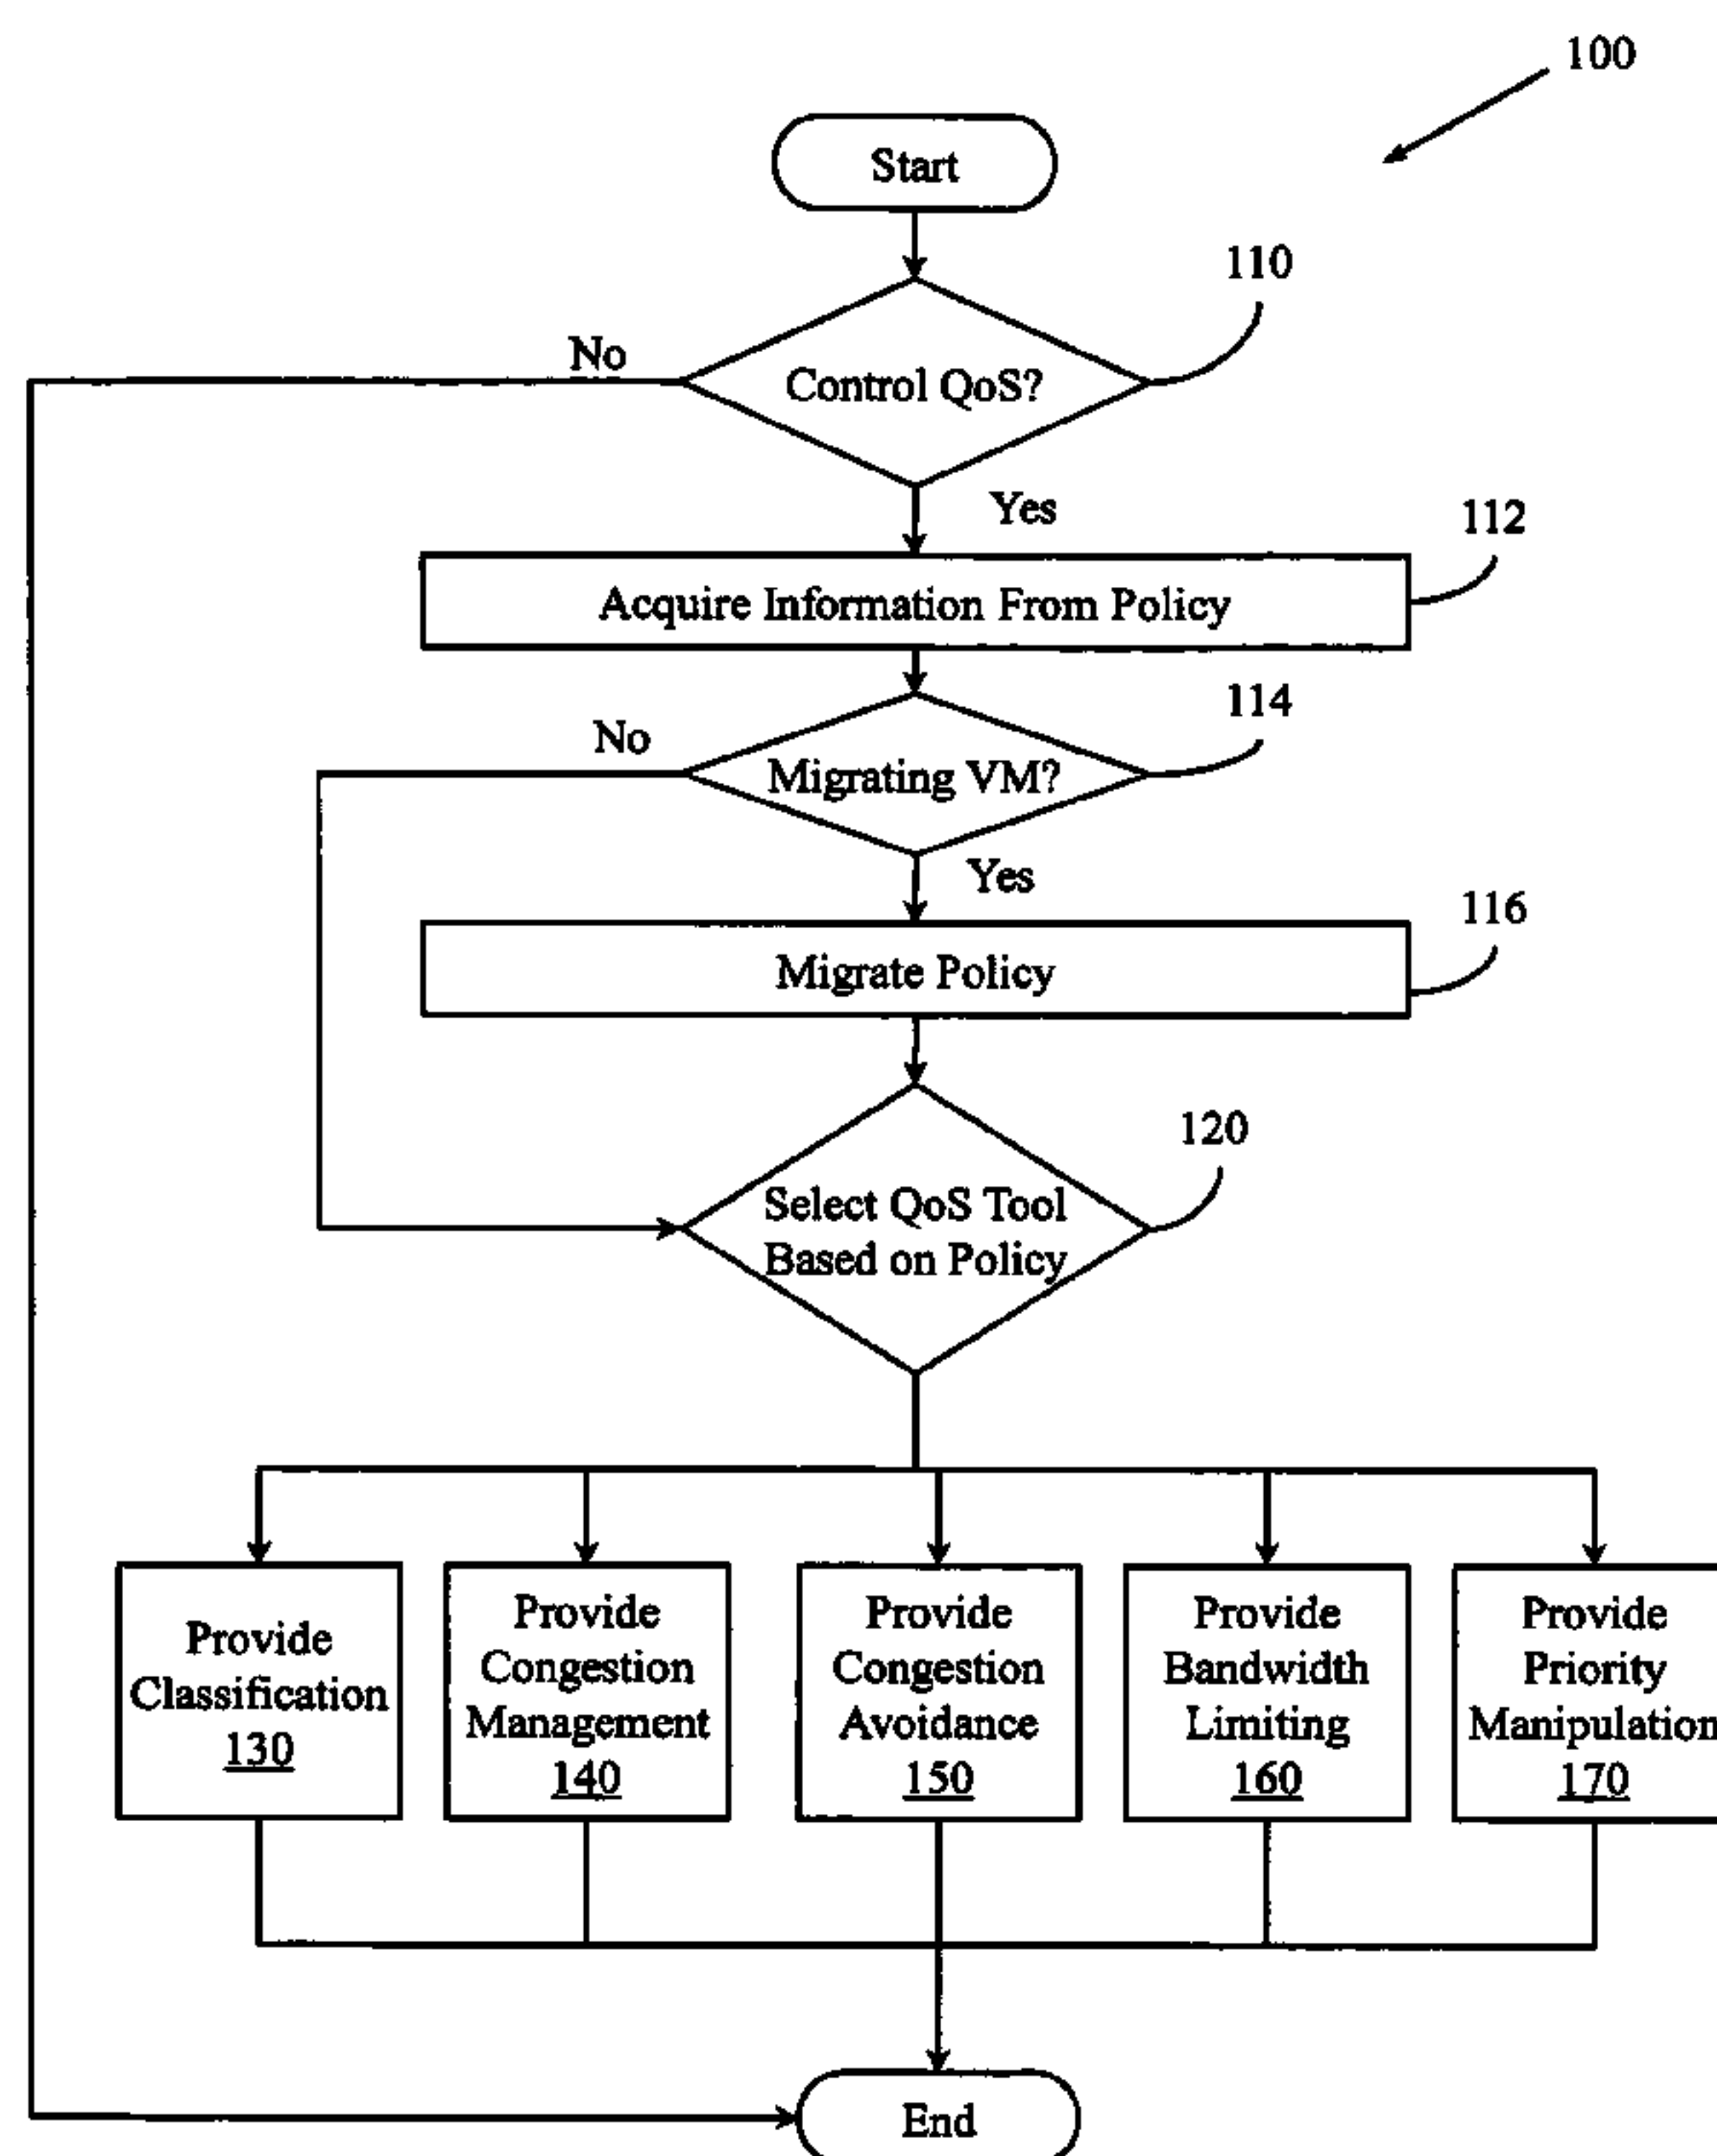 100
Start
110
No
Control QoS?
Yes
112
Acquire Information From Policy
114
No
Migrating VM?
Yes
116
Migrate Policy
120
Select QoS Tool
Based on Policy
Provide
Classification
130
Provide
Congestion
Management
140
Provide
Congestion
Avoidance
150
Provide
Bandwidth
Limiting
160
Provide
Priority
Manipulation
170
End